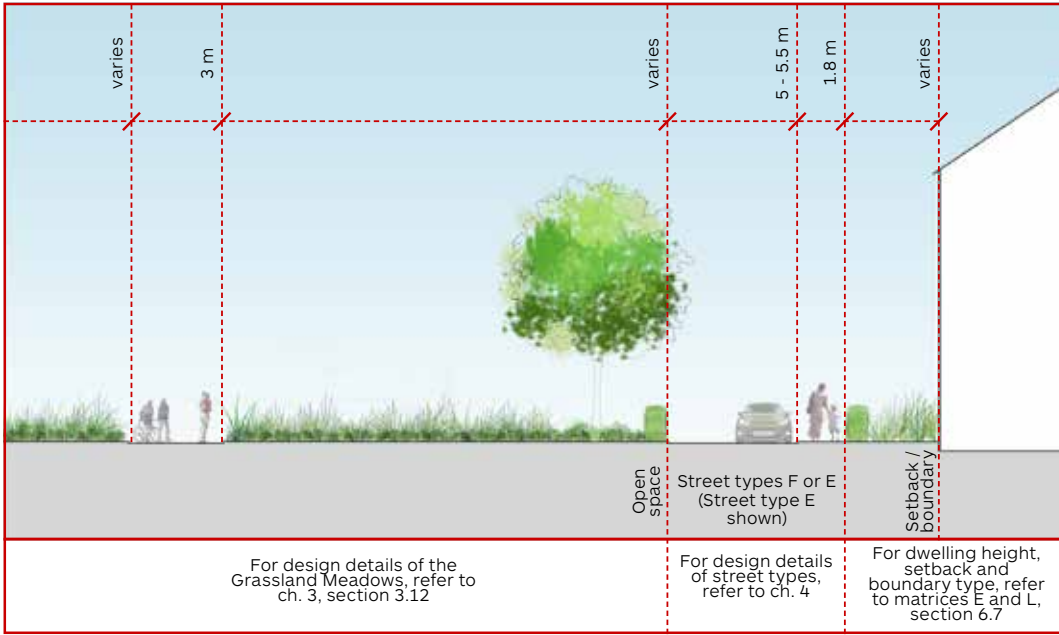 varies
3 m
varies
5 - 5.5 m
1.8 m
varies
Open
space
Street types F or E
(Street type E
shown)
Setback /
boundary
For design details of the
Grassland Meadows, refer to
ch. 3, section 3.12
For design details
of street types,
refer to ch. 4
For dwelling height,
setback and
boundary type, refer
to matrices E and L,
section 6.7